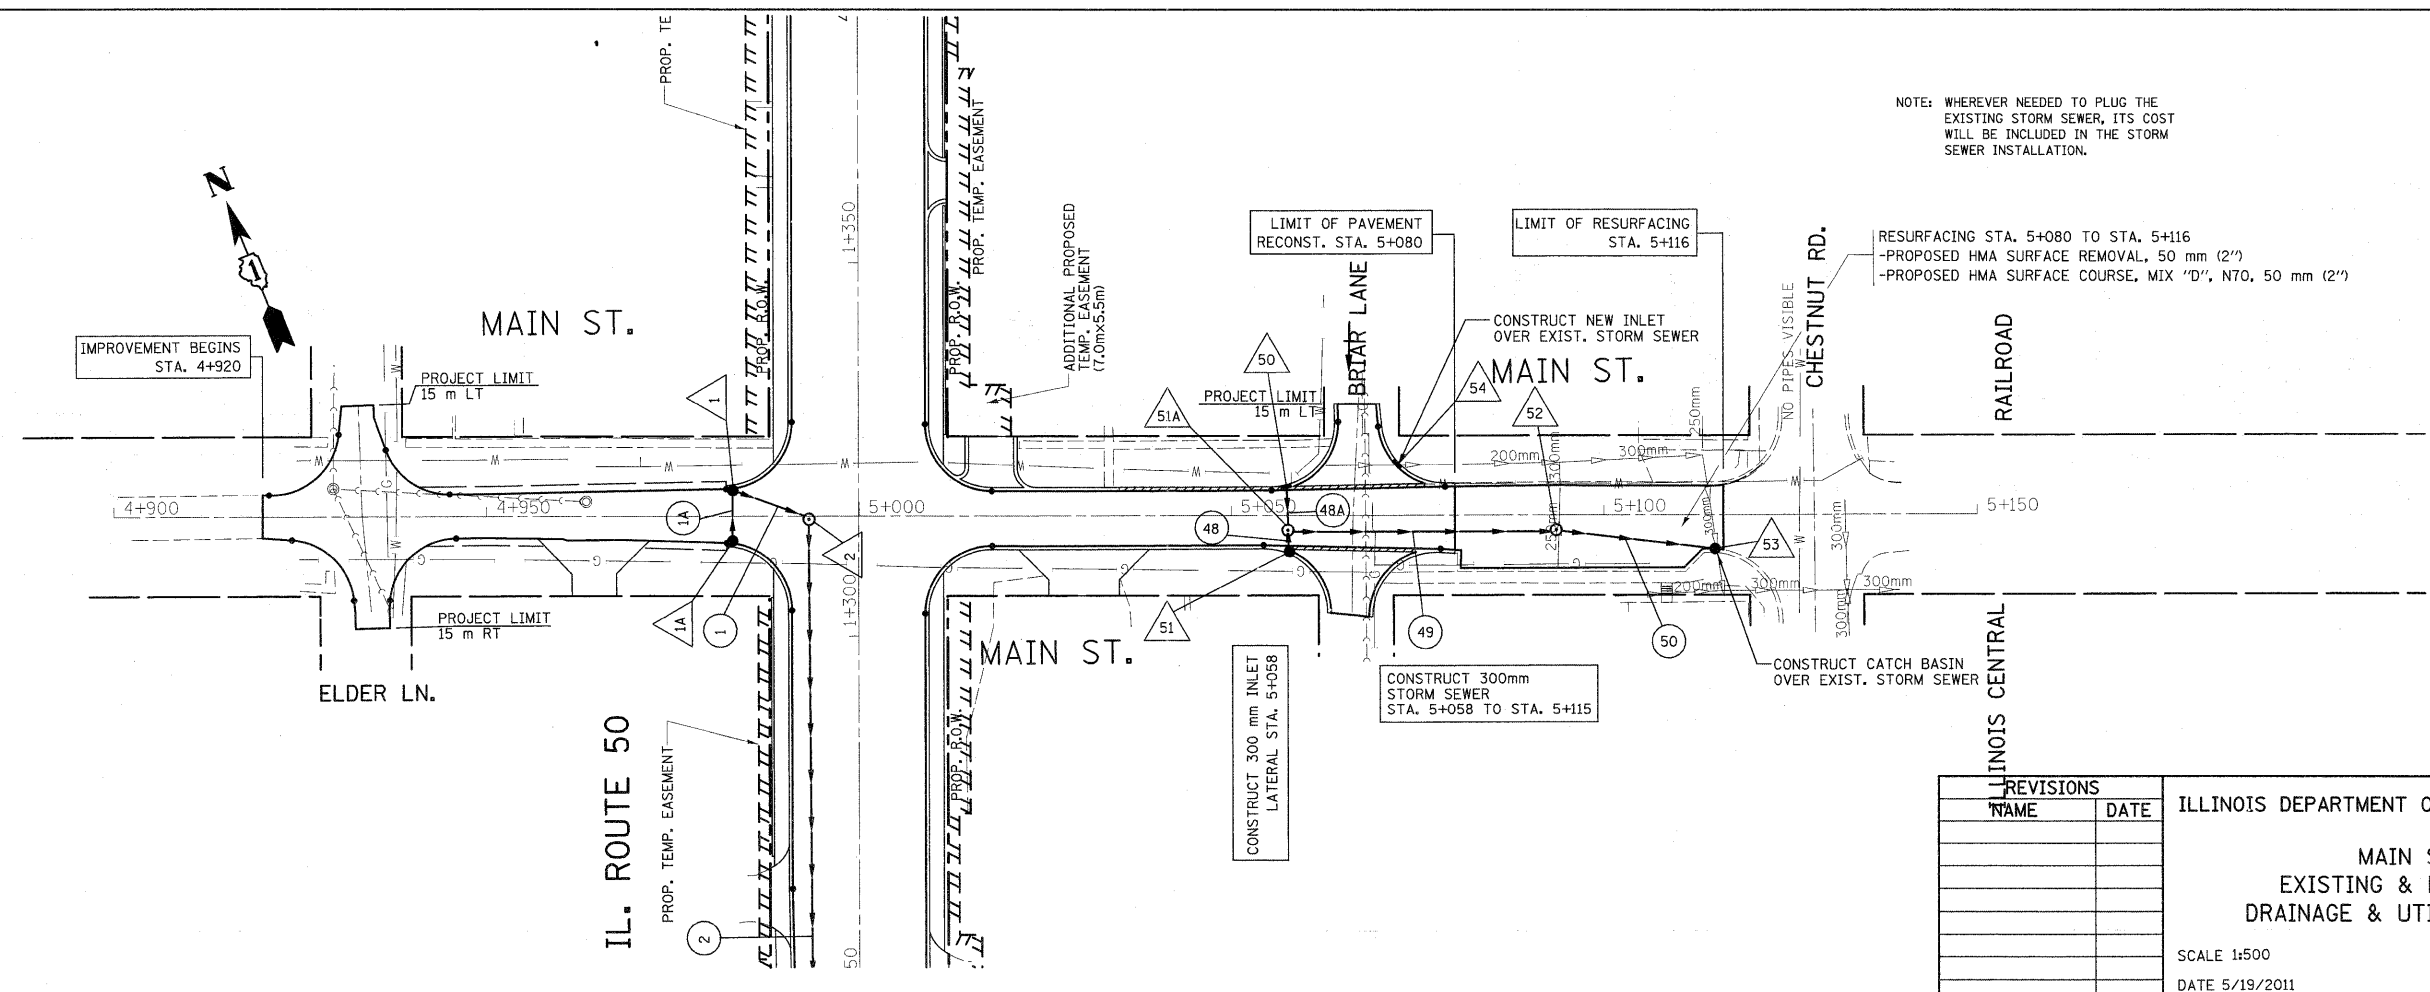 PROP. TE
NOTE: WHEREVER NEEDED TO PLUG THE
EXISTING STORM SEWER, ITS COST
WILL BE INCLUDED IN THE STORM
SEWER INSTALLATION.
N
1
MAIN ST.
IMPROVEMENT BEGINS
STA. 4+920
PROJECT LIMIT
15 m LT
PROP. R.O.W.
1+350
PROP. TEMP. EASEMENT
PROP. R.O.W.
ADDITIONAL PROPOSED
TEMP. EASEMENT
(7.0mx5.5m)
LIMIT OF PAVEMENT
RECONST. STA. 5+080
LIMIT OF RESURFACING
STA. 5+116
RESURFACING STA. 5+080 TO STA. 5+116
-PROPOSED HMA SURFACE REMOVAL, 50 mm (2")
-PROPOSED HMA SURFACE COURSE, MIX "D", N70, 50 mm (2")
BRIAR LANE
CONSTRUCT NEW INLET
OVER EXIST. STORM SEWER
MAIN ST.
NO PIPES VISIBLE
CHESTNUT RD.
RAILROAD
1
50
51A
PROJECT LIMIT
15 m LT
54
52
250mm
200mm
300mm
300mm
4+900
4+950
1A
5+000
5+050
48
48A
5+100
5+150
250mm
300mm
53
300mm
2
200mm
300mm
300mm
300mm
1+300
1A
1
51
49
50
PROJECT LIMIT
15 m RT
ELDER LN.
MAIN ST.
CONSTRUCT 300 mm INLET
LATERAL STA. 5+058
CONSTRUCT 300mm
STORM SEWER
STA. 5+058 TO STA. 5+115
CONSTRUCT CATCH BASIN
OVER EXIST. STORM SEWER
ILLINOIS CENTRAL
IL. ROUTE 50
PROP. TEMP. EASEMENT
PROP. R.O.W.
2
50
REVISIONS
NAME DATE
ILLINOIS DEPARTMENT
MAIN
EXISTING &
DRAINAGE & UTI
SCALE 1:500
DATE 5/19/2011